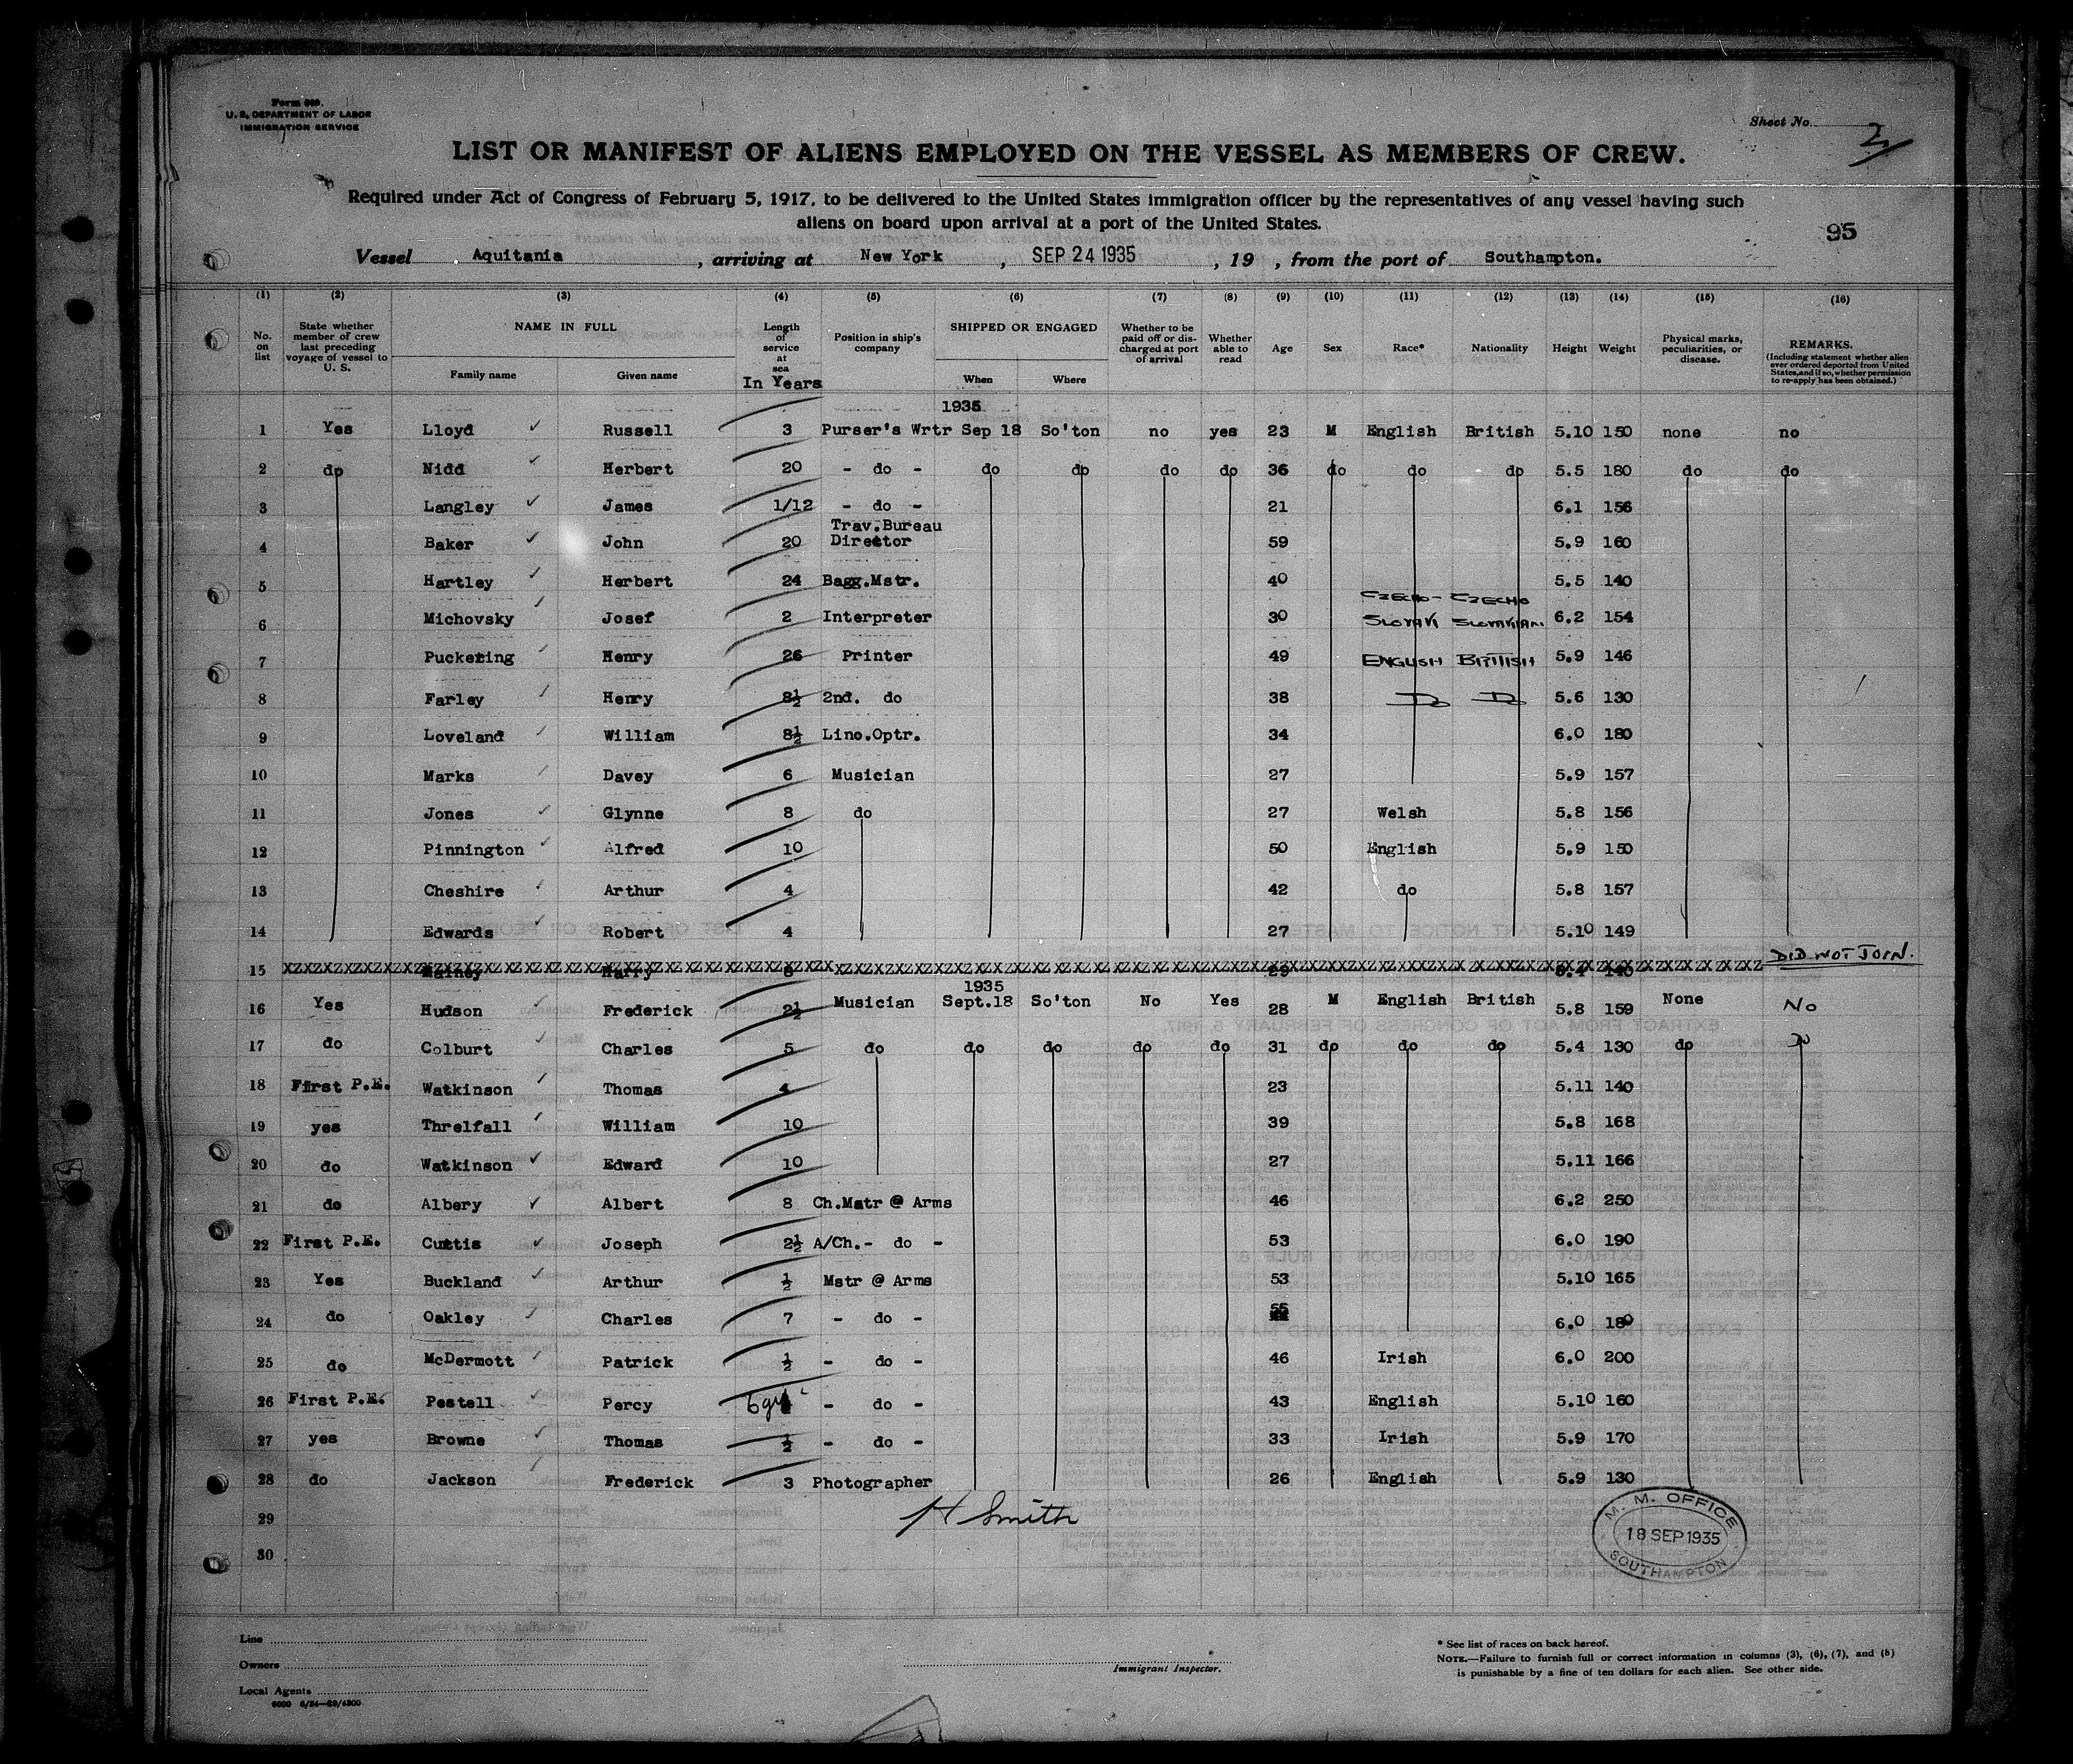 Form 689.
U. S. DEPARTMENT OF LABOR
IMMIGRATION SERVICE
Sheet No. 2
LIST OR MANIFEST OF ALIENS EMPLOYED ON THE VESSEL AS MEMBERS OF CREW.
Required under Act of Congress of February 5, 1917, to be delivered to the United States immigration officer by the representatives of any vessel having such
aliens on board upon arrival at a port of the United States.
95
Vessel Aquitania, arriving at New York, SEP 24 1935, 19 , from the port of Southampton.
(1) (2) (3) (4) (5) (6) (7) (8) (9) (10) (11) (12) (13) (14) (15) (16)
No. on list State whether member of crew last preceding voyage of vessel to U. S. NAME IN FULL Family name Given name Length of service at sea In Years Position in ship's company SHIPPED OR ENGAGED When Where Whether to be paid off or discharged at port of arrival Whether able to read Age Sex Race* Nationality Height Weight Physical marks, peculiarities, or disease. REMARKS. (Including statement whether alien ever ordered deported from United States, and if so, whether permission to re-apply has been obtained.)
1935
1 Yes Lloyd Russell 3 Purser's Wrtr Sep 18 So'ton no yes 23 M English British 5.10 150 none no
2 do Nidd Herbert 20 - do - do do do do 36 do do do 5.5 180 do do
3 Langley James 1/12 - do - 21 6.1 156
4 Baker John 20 Trav.Bureau Director 59 5.9 160
5 Hartley Herbert 24 Bagg.Mstr. 40 5.5 140
6 Michovsky Josef 2 Interpreter 30 CZECHO-SLOVAK CZECHO SLOVAKIAN 6.2 154
7 Puckering Henry 26 Printer 49 ENGLISH BRITISH 5.9 146
8 Farley Henry 8½ 2nd. do 38 Do Do 5.6 130
9 Loveland William 8½ Lino.Optr. 34 6.0 180
10 Marks Davey 6 Musician 27 5.9 157
11 Jones Glynne 8 do 27 Welsh 5.8 156
12 Pinnington Alfred 10 50 English 5.9 150
13 Cheshire Arthur 4 42 do 5.8 157
14 Edwards Robert 4 27 5.10 149
15 Harry 29 5.4 140 DID NOT JOIN.
1935
16 Yes Hudson Frederick 2½ Musician Sept.18 So'ton No Yes 28 M English British 5.8 159 None No
17 do Colburt Charles 5 do do do do do 31 do do do 5.4 130 do Do
18 First P.E. Watkinson Thomas 4 23 5.11 140
19 yes Threlfall William 10 39 5.8 168
20 do Watkinson Edward 10 27 5.11 166
21 do Albery Albert 8 Ch.Mstr @ Arms 46 6.2 250
22 First P.E. Cuttis Joseph 2½ A/Ch.- do - 53 6.0 190
23 Yes Buckland Arthur ½ Mstr @ Arms 53 5.10 165
24 do Oakley Charles 7 - do - 55 6.0 180
25 do McDermott Patrick ½ - do - 46 Irish 6.0 200
26 First P.E. Pestell Percy - do - 43 English 5.10 160
27 yes Browne Thomas ½ - do - 33 Irish 5.9 170
28 do Jackson Frederick 3 Photographer 26 English 5.9 130
29 H Smith
30
M. M. OFFICE
18 SEP 1935
SOUTHAMPTON
Line
Owners
Local Agents
Immigrant Inspector.
* See list of races on back hereof.
NOTE.—Failure to furnish full or correct information in columns (3), (6), (7), and (8)
is punishable by a fine of ten dollars for each alien. See other side.